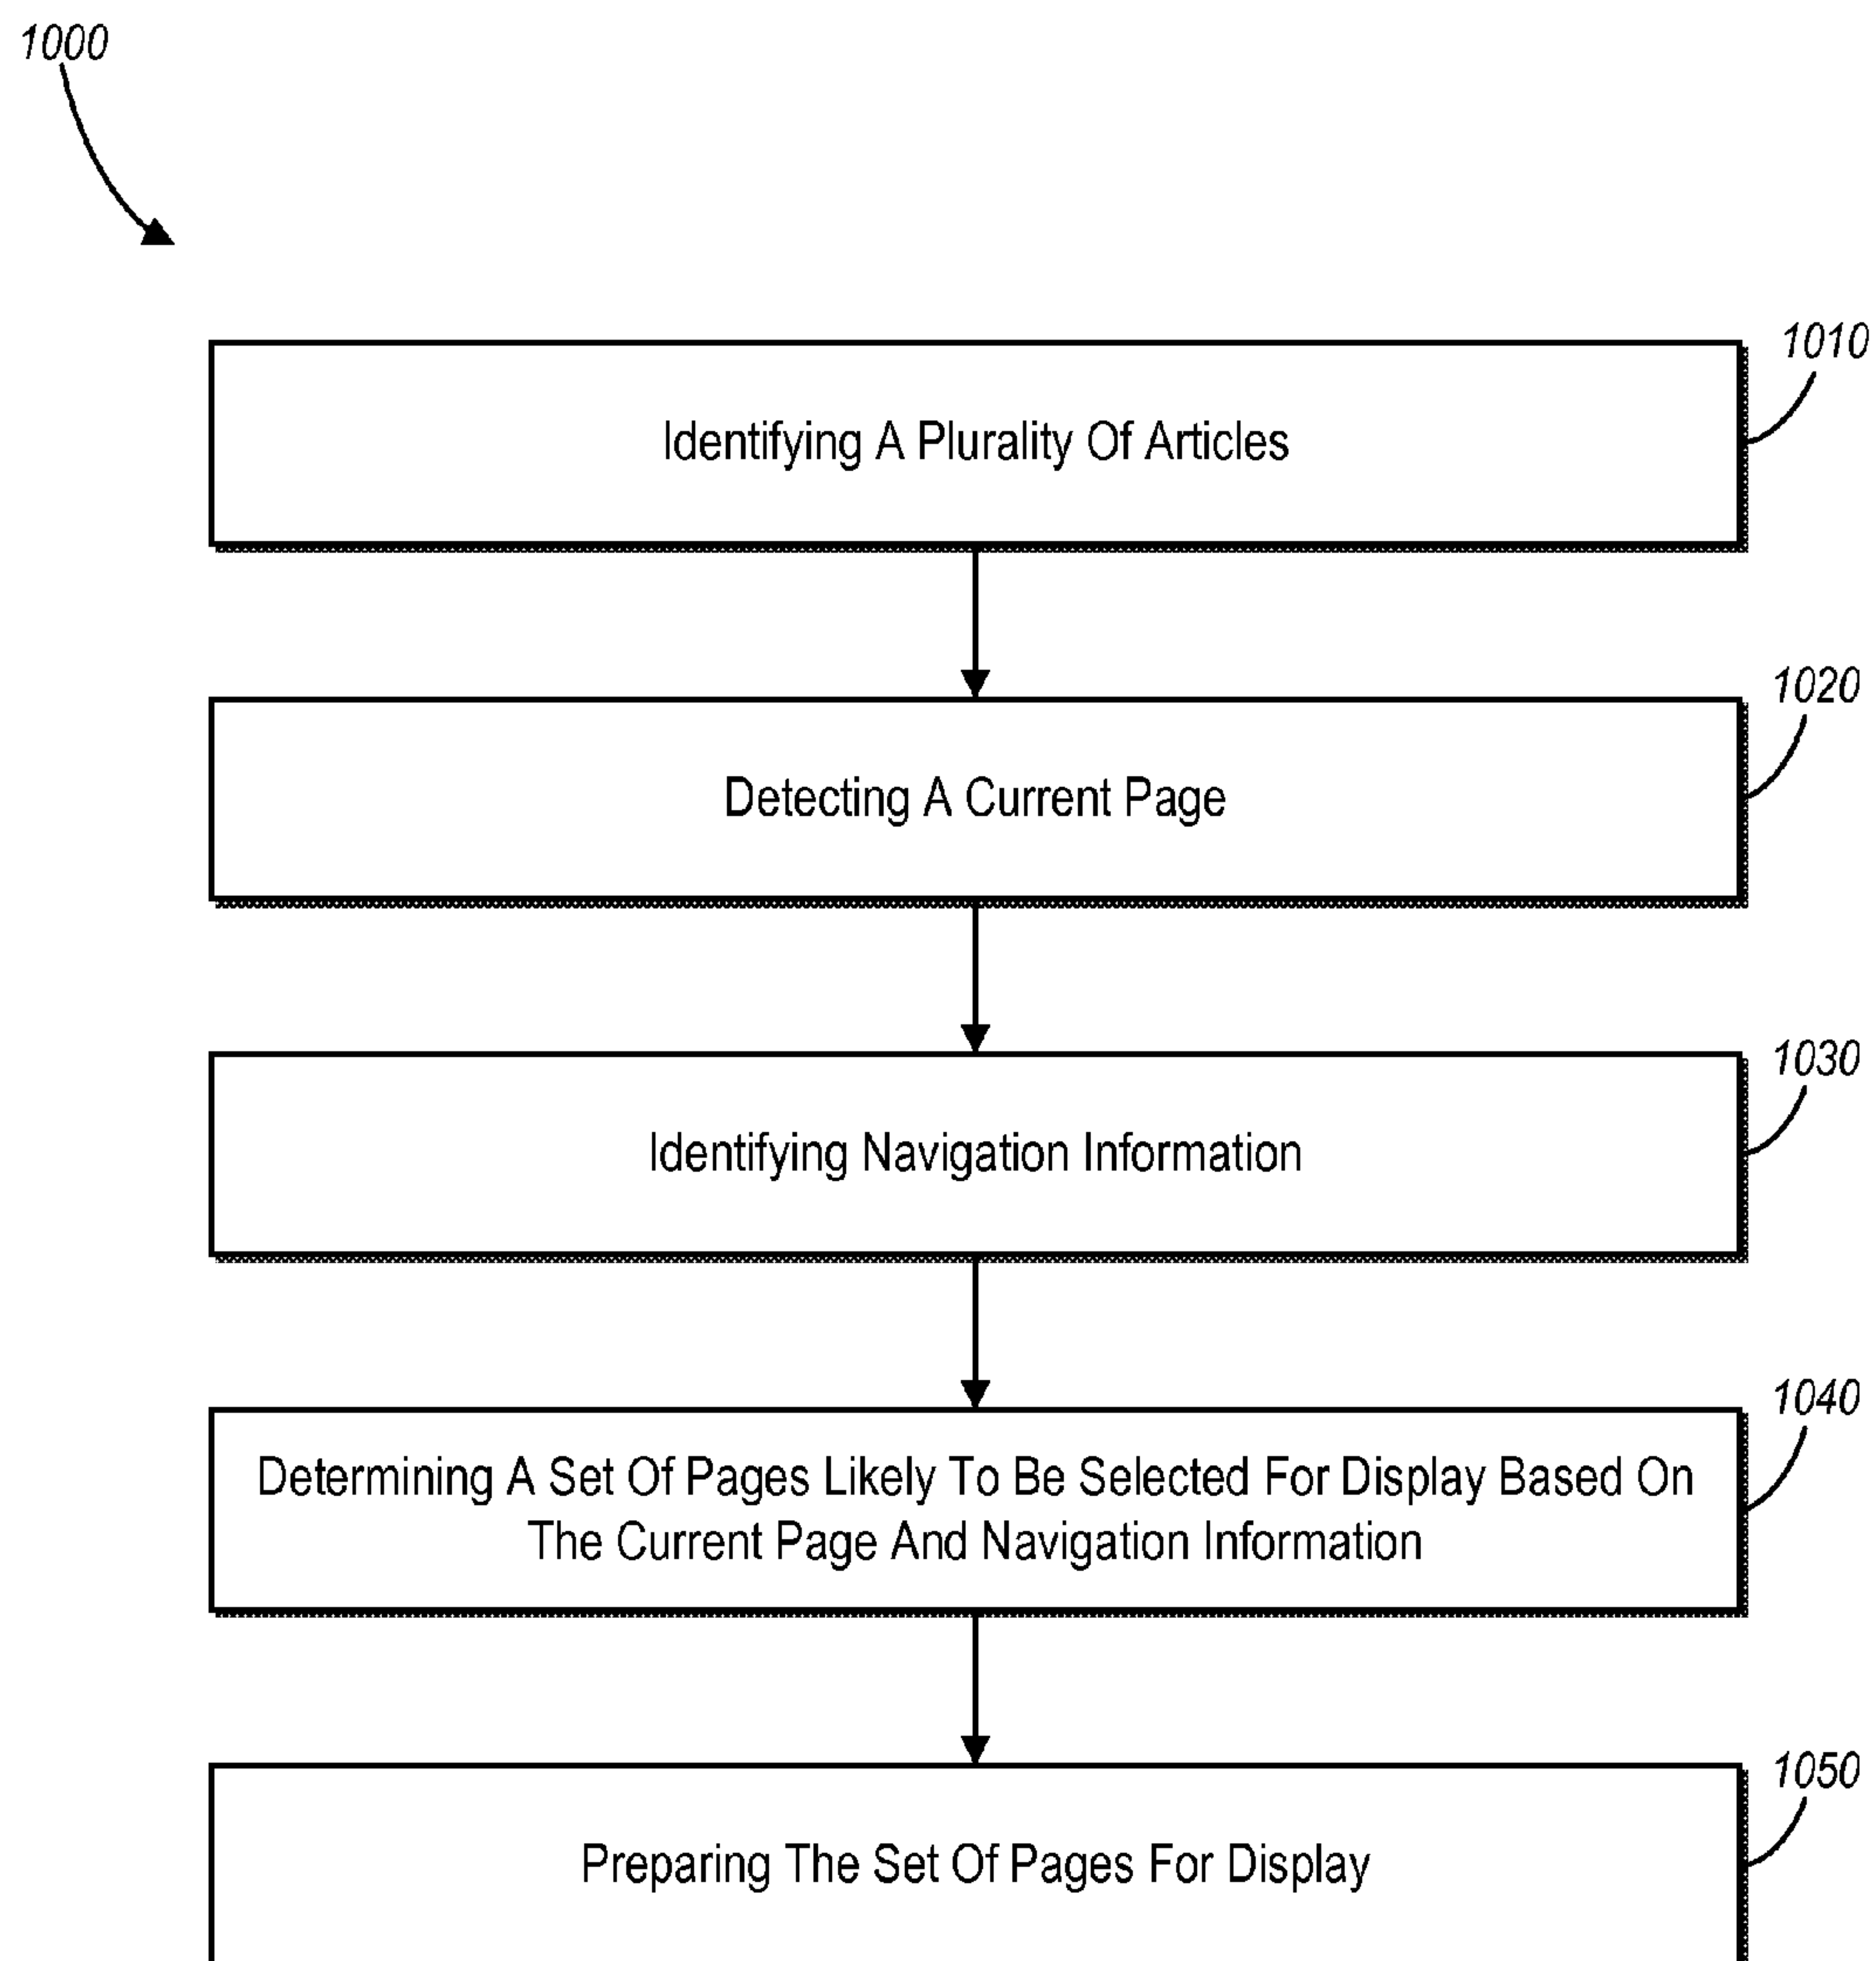 1000
1010
Identifying A Plurality Of Articles
1020
Detecting A Current Page
1030
Identifying Navigation Information
1040
Determining A Set Of Pages Likely To Be Selected For Display Based On
The Current Page And Navigation Information
1050
Preparing The Set Of Pages For Display